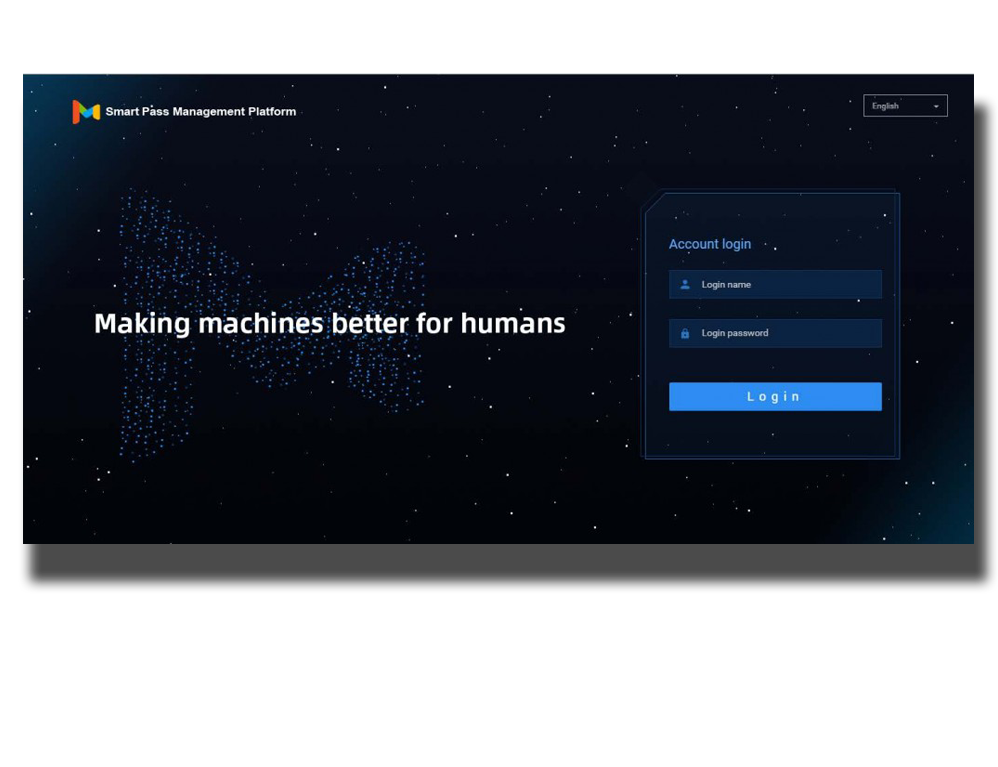 Smart Pass Management Platform
English
Making machines better for humans
Account login
Login name
Login password
Login